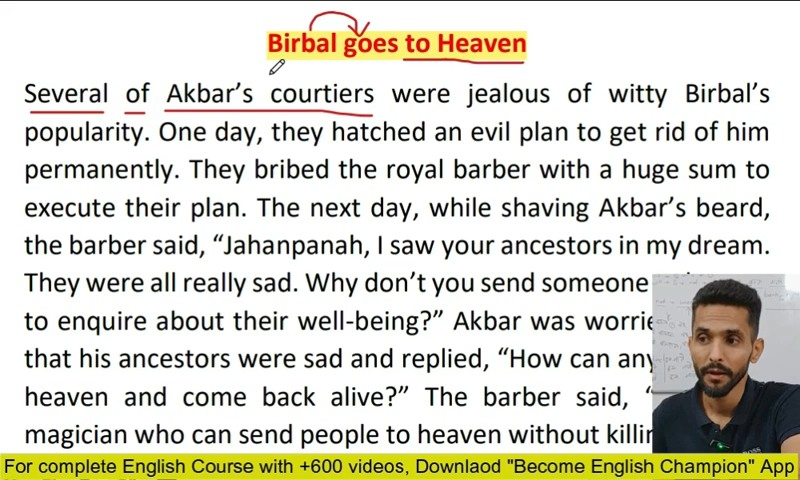 Birbal goes to Heaven
Several of Akbar’s courtiers were jealous of witty Birbal’s
popularity. One day, they hatched an evil plan to get rid of him
permanently. They bribed the royal barber with a huge sum to
execute their plan. The next day, while shaving Akbar’s beard,
the barber said, “Jahanpanah, I saw your ancestors in my dream.
They were all really sad. Why don’t you send someone
to enquire about their well-being?” Akbar was
that his ancestors were sad and replied, “How can
heaven and come back alive?” The barber said, “
magician who can send people to heaven without
For complete English Course with +600 videos, Downlaod "Become English Champion" App